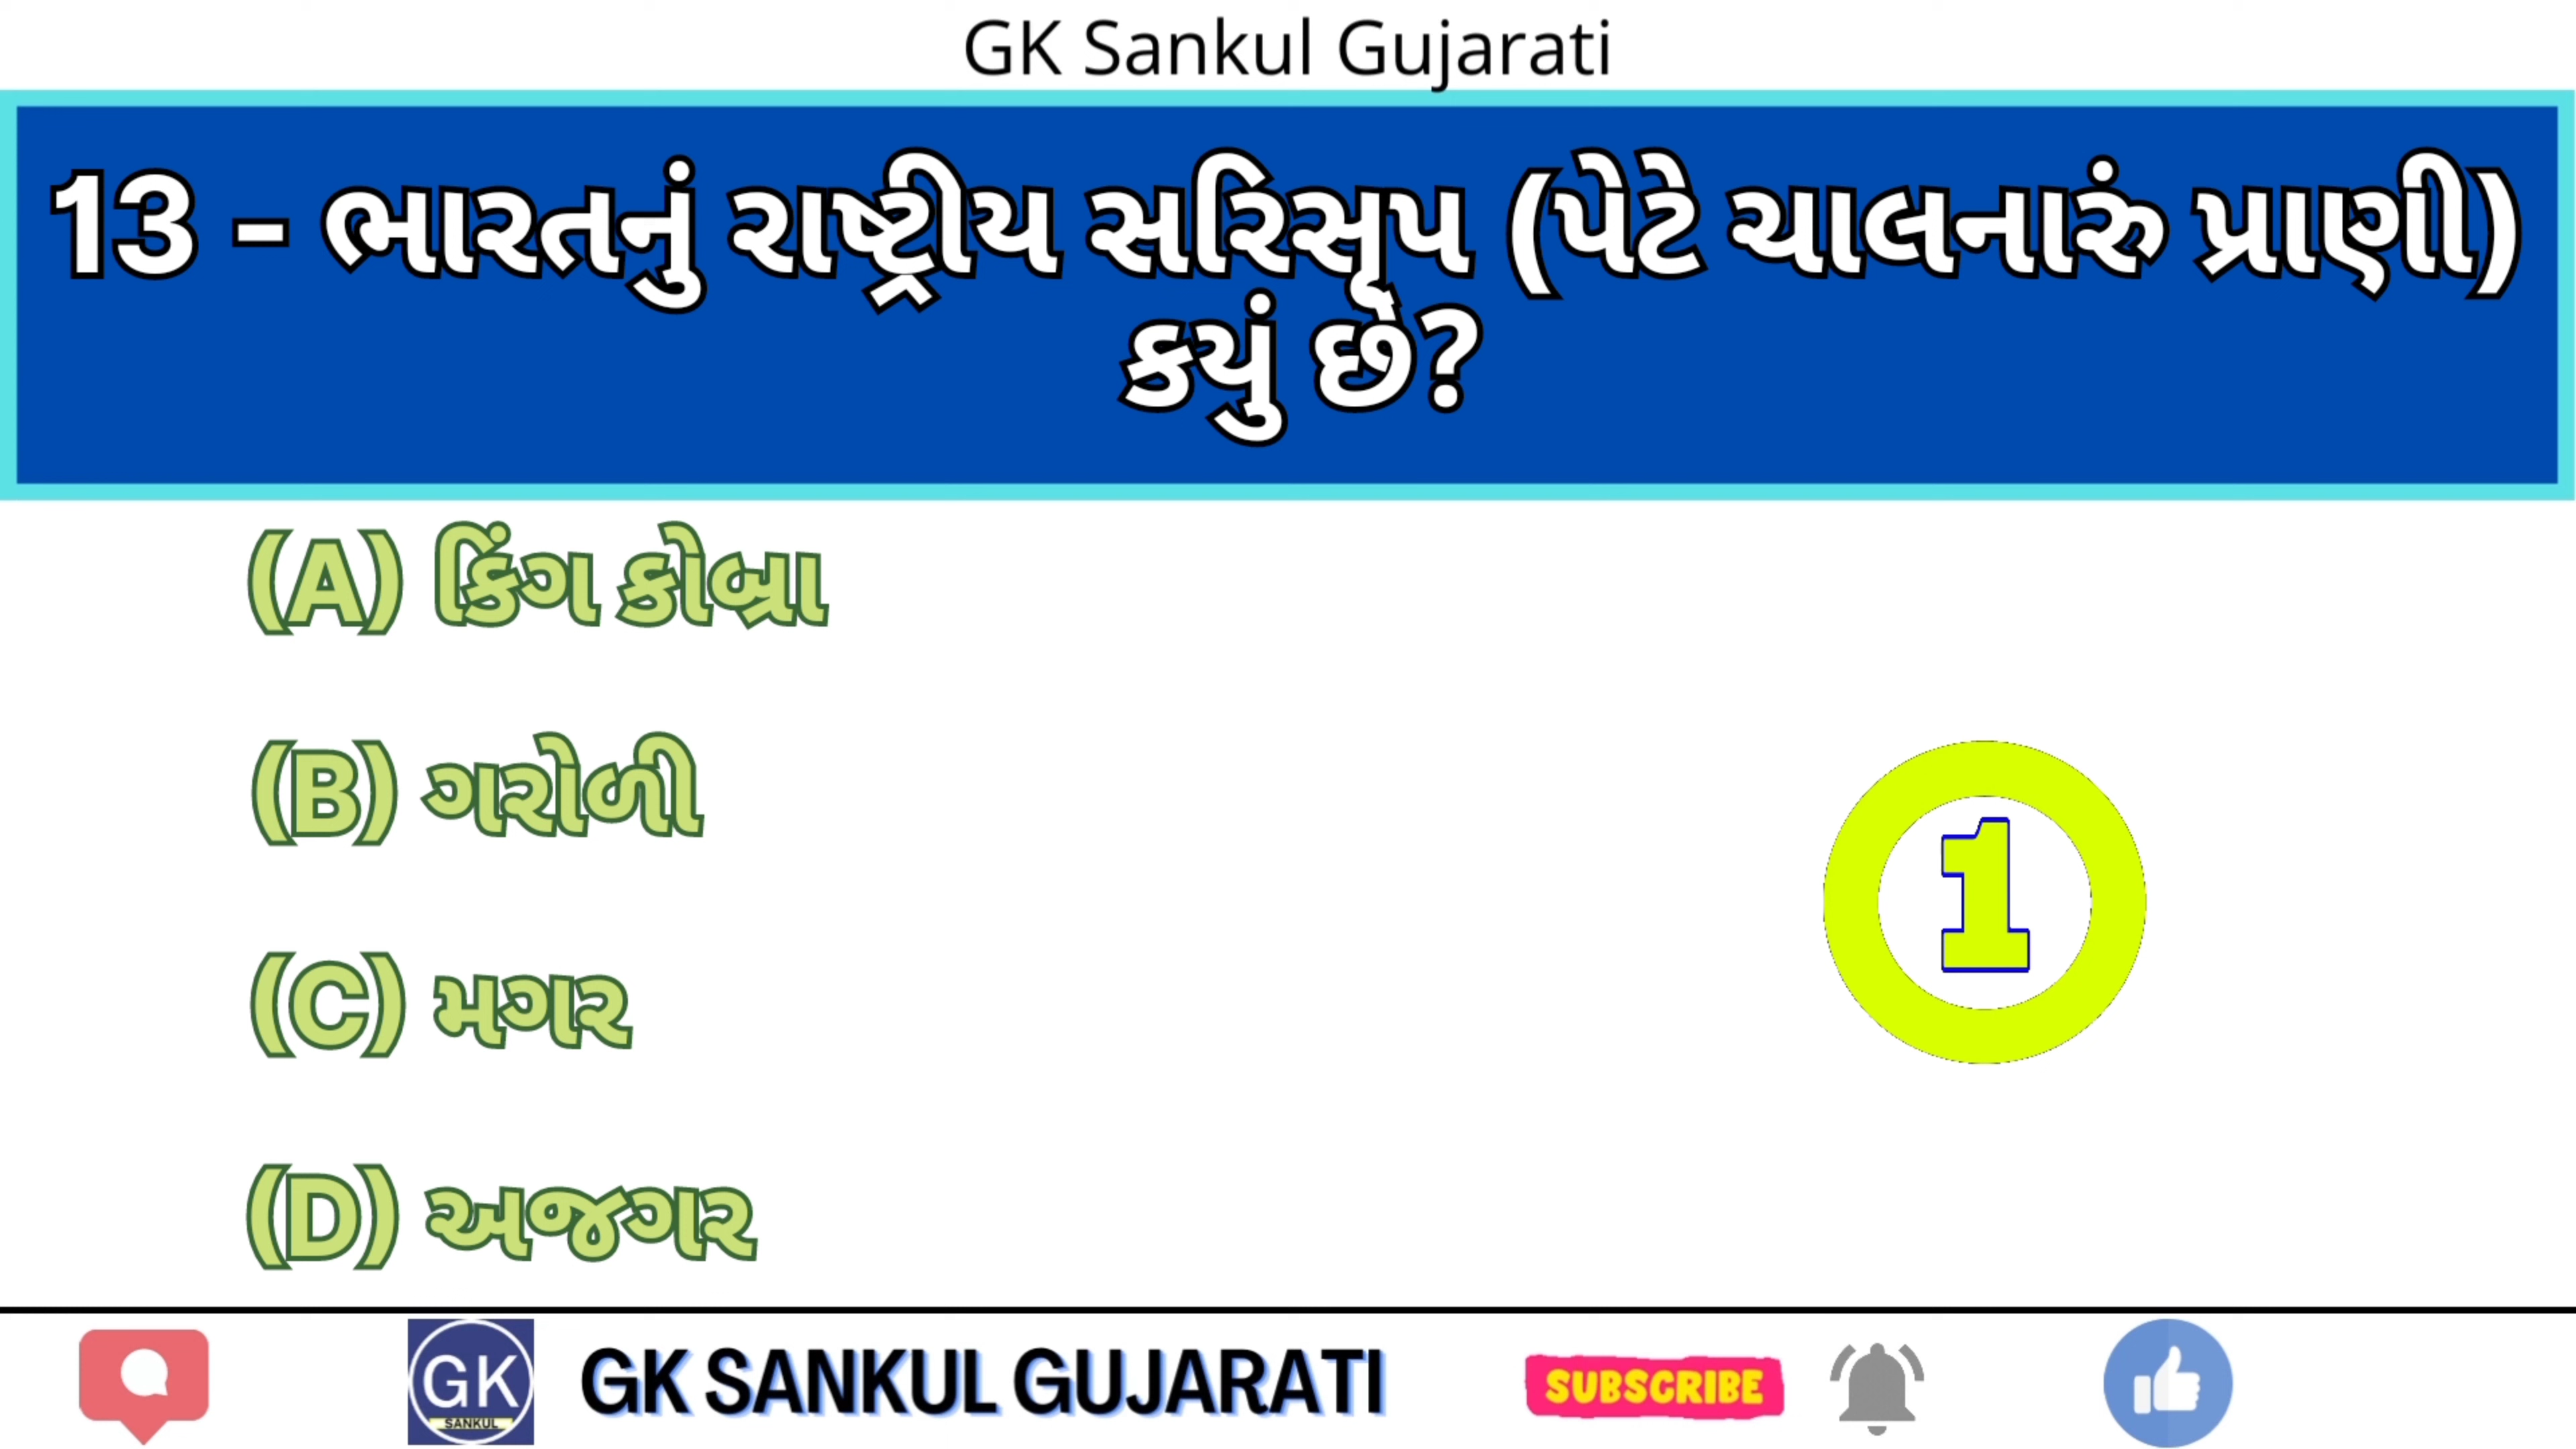 GK Sankul Gujarati
13 - ભારતનું રાષ્ટ્રીય સરિસૃપ (પેટે ચાલનારું પ્રાણી)
કયું છે?
(A) કિંગ કોબ્રા
(B) ગરોળી
(C) મગર
(D) અજગર
1
GK
SANKUL
GK SANKUL GUJARATI
SUBSCRIBE